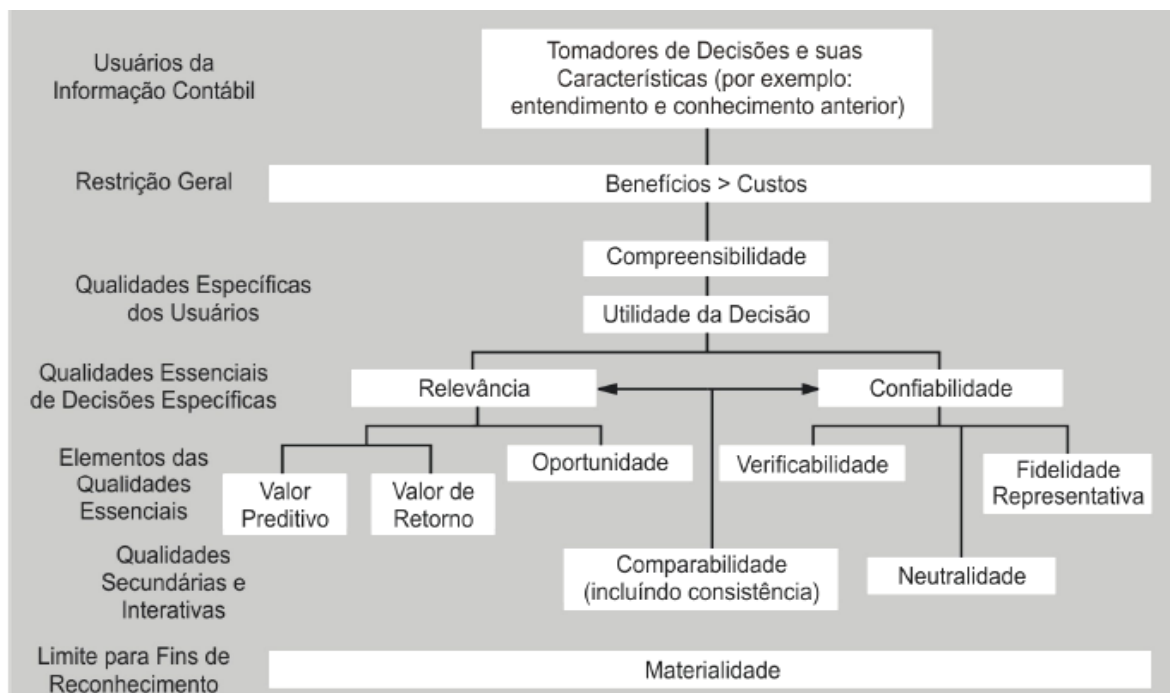 Usuários da
Informação Contábil
Tomadores de Decisões e suas
Características (por exemplo:
entendimento e conhecimento anterior)
Restrição Geral
Benefícios > Custos
Compreensibilidade
Qualidades Específicas
dos Usuários
Utilidade da Decisão
Qualidades Essenciais
de Decisões Específicas
Relevância
Confiabilidade
Elementos das
Qualidades
Essenciais
Valor
Preditivo
Valor de
Retorno
Oportunidade
Verificabilidade
Fidelidade
Representativa
Qualidades
Secundárias e
Interativas
Comparabilidade
(incluíndo consistência)
Neutralidade
Limite para Fins de
Reconhecimento
Materialidade